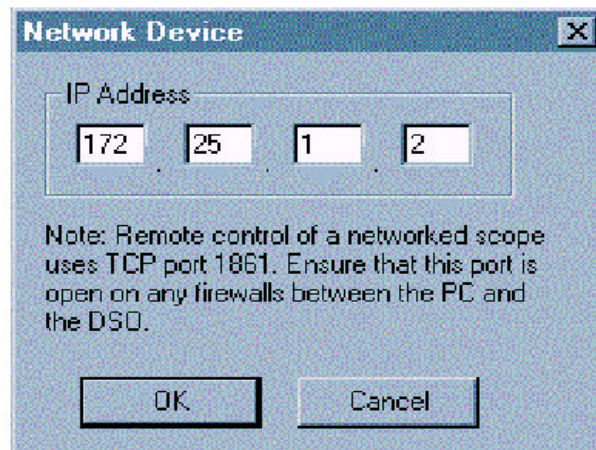 Network Device
IP Address
172 . 25 . 1 . 2
Note: Remote control of a networked scope
uses TCP port 1861. Ensure that this port is
open on any firewalls between the PC and
the DSO.
OK Cancel